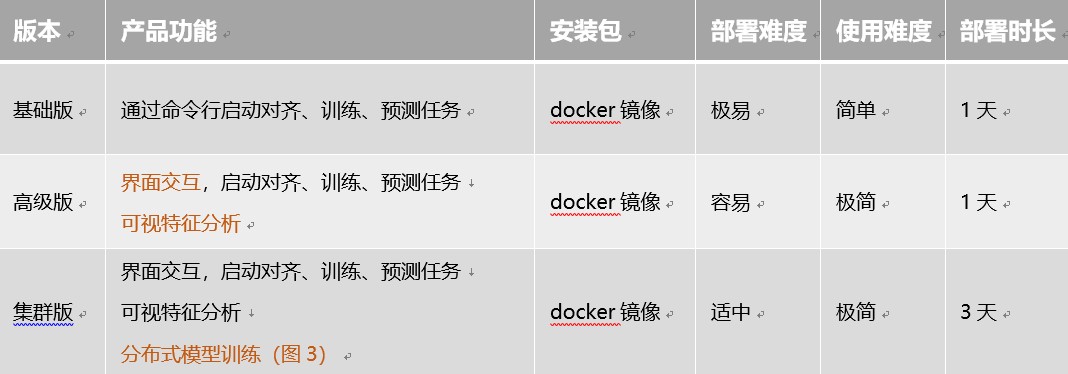 版本 产品功能 安装包 部署难度 使用难度 部署时长
基础版 通过命令行启动对齐、训练、预测任务 docker 镜像 极易 简单 1 天
界面交互，启动对齐、训练、预测任务
高级版 docker 镜像 容易 极简 1 天
可视特征分析
界面交互，启动对齐、训练、预测任务
集群版 可视特征分析 docker 镜像 适中 极简 3 天
分布式模型训练（图 3）